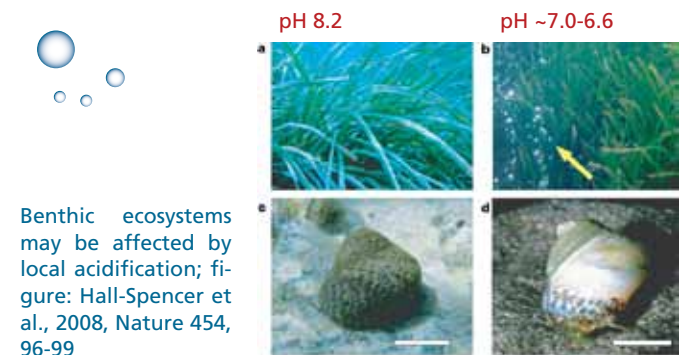 pH 8.2
pH ~7.0-6.6
a
b
c
d
Benthic ecosystems
may be affected by
local acidification; fi-
gure: Hall-Spencer et
al., 2008, Nature 454,
96-99